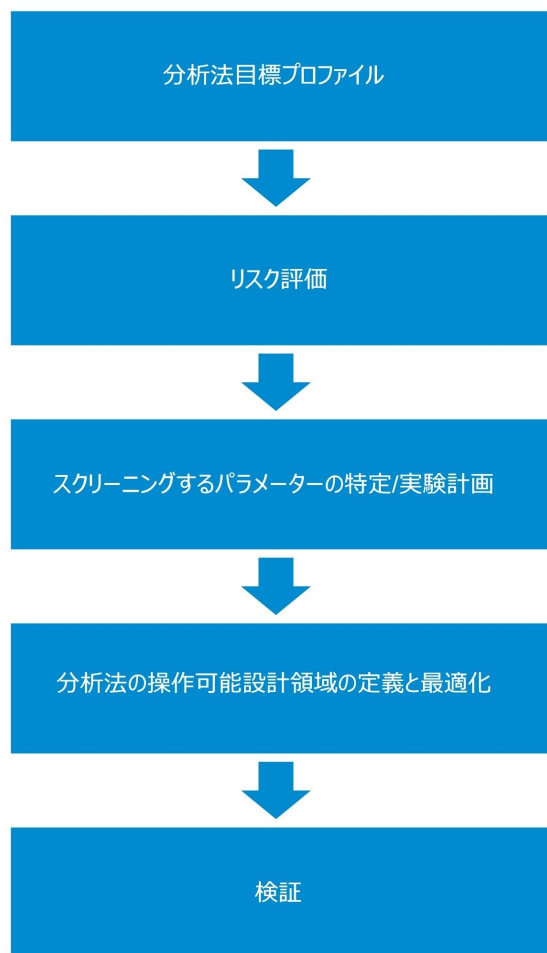 分析法目標プロファイル
リスク評価
スクリーニングするパラメーターの特定/実験計画
分析法の操作可能設計領域の定義と最適化
検証